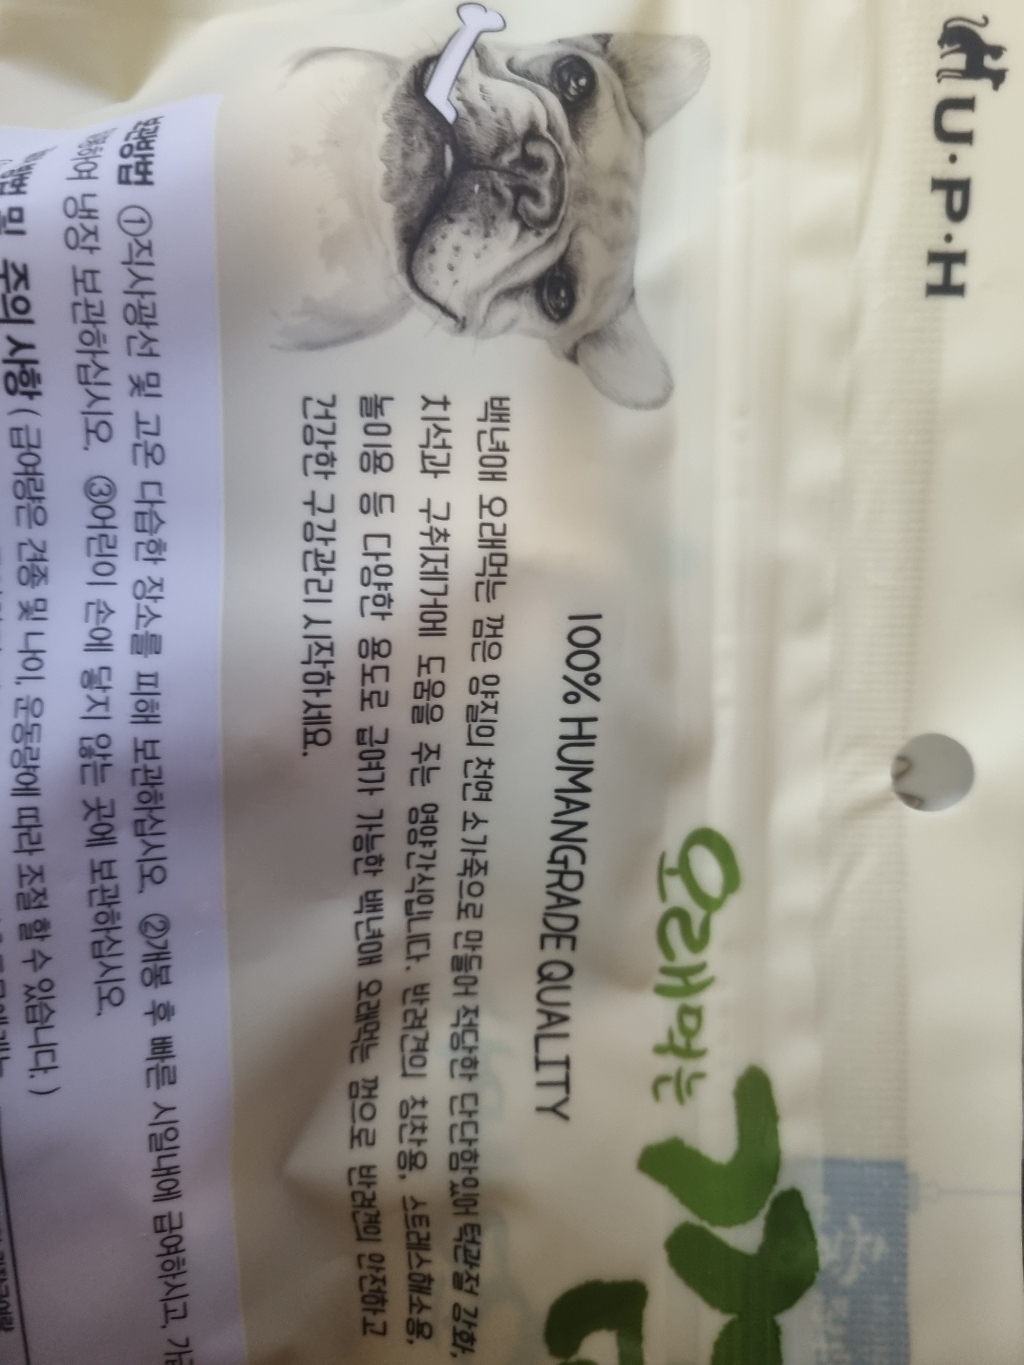 H·U·P·H
오래먹는
껌
100% HUMANGRADE QUALITY
백년애 오래먹는 껌은 양질의 천연 소가죽으로 만들어 적당한 단단함있어 턱관절 강화,
치석과 구취제거에 도움을 주는 영양간식입니다. 반려견의 칭찬용, 스트레스해소용,
놀이용 등 다양한 용도로 급여가 가능한 백년애 오래먹는 껌으로 반려견의 안전하고
건강한 구강관리 시작하세요.
보관방법 ①직사광선 및 고온 다습한 장소를 피해 보관하십시오. ②개봉 후 빠른 시일내에 급여하시고,
냉장 보관하십시오. ③어린이 손에 닿지 않는 곳에 보관하십시오.
및 주의 사항 ( 급여량은 견종 및 나이, 운동량에 따라 조절 할 수 있습니다. )